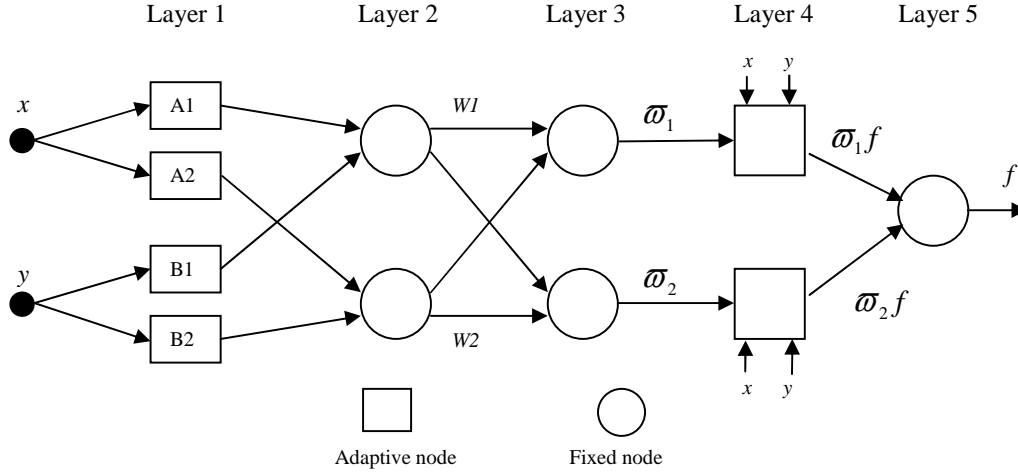 Layer 1 Layer 2 Layer 3 Layer 4 Layer 5
x y
x
A1
W1
ϖ₁
ϖ₁f
A2
f
y
B1
ϖ₂
ϖ₂f
B2
W2
x y
Adaptive node Fixed node